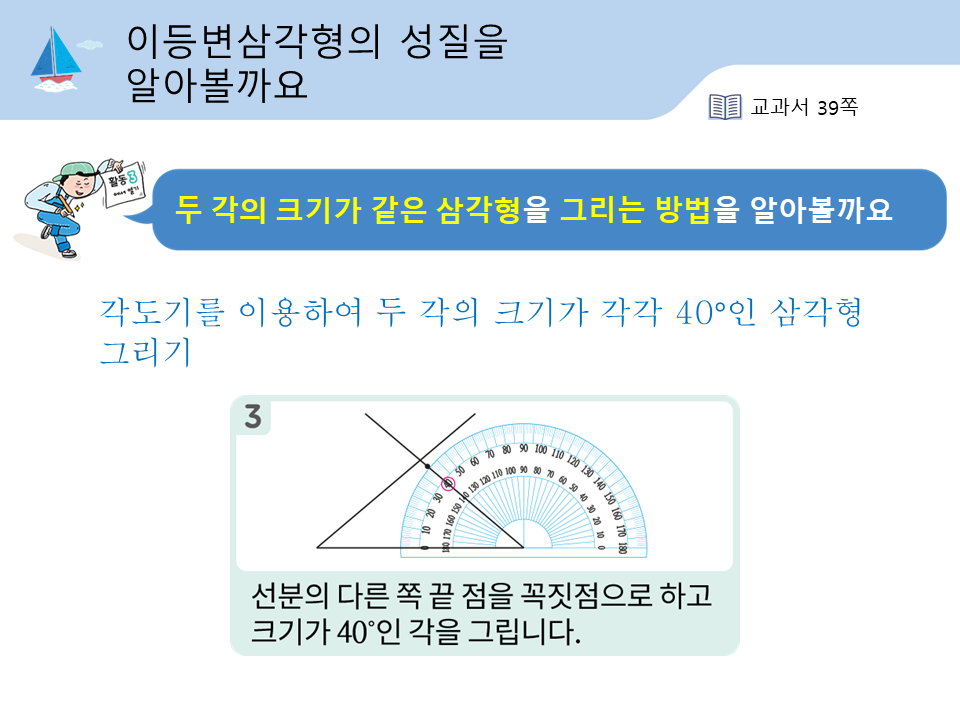 이등변삼각형의 성질을
알아볼까요
교과서 39쪽
활동3
두 각의 크기가 같은 삼각형을 그리는 방법을 알아볼까요
각도기를 이용하여 두 각의 크기가 각각 40°인 삼각형
그리기
3
0 10 20 30 40 50 60 70 80 90 100 110 120 130 140 150 160 170 180
180 170 160 150 140 130 120 110 100 90 80 70 60 50 40 30 20 10 0
선분의 다른 쪽 끝 점을 꼭짓점으로 하고
크기가 40°인 각을 그립니다.